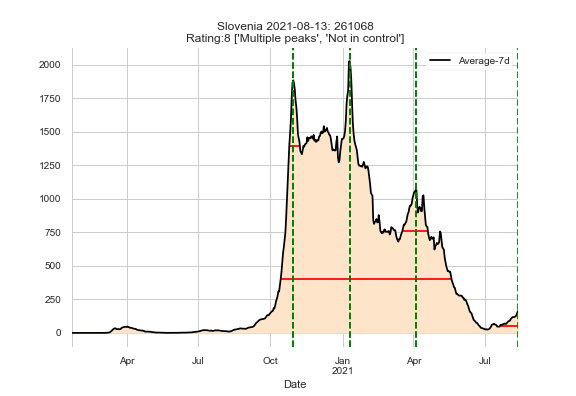 Slovenia 2021-08-13: 261068
Rating:8 ['Multiple peaks', 'Not in control']
Average-7d
2000
1750
1500
1250
1000
750
500
250
0
Apr
Jul
Oct
Jan
2021
Apr
Jul
Date